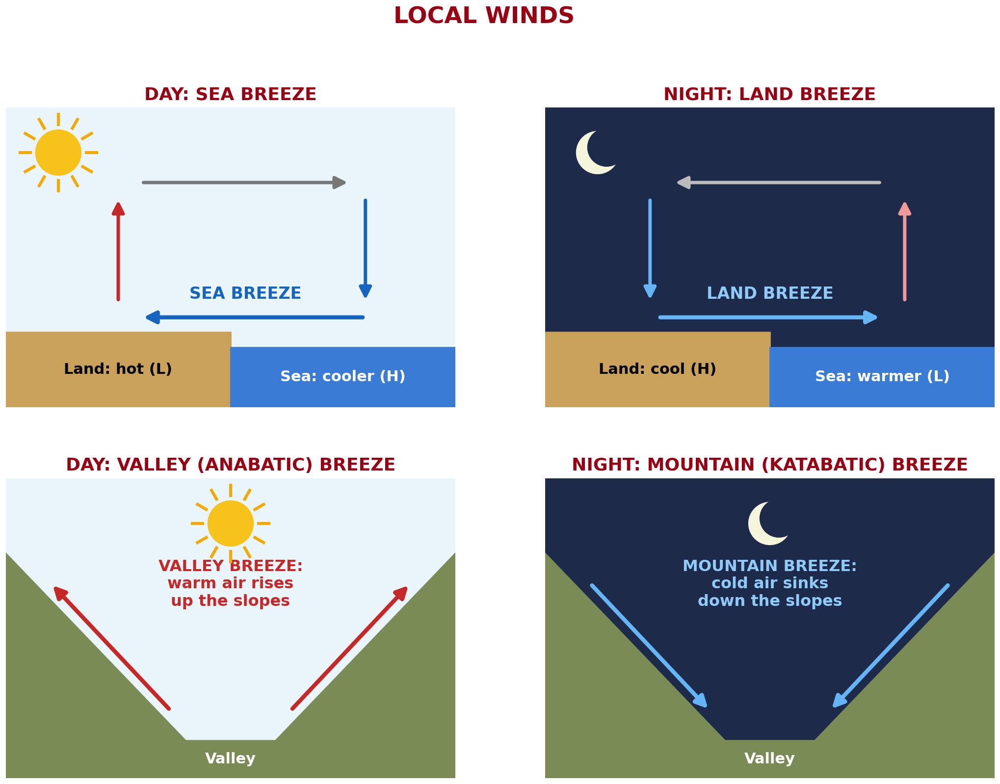 LOCAL WINDS
DAY: SEA BREEZE
SEA BREEZE
Land: hot (L)
Sea: cooler (H)
NIGHT: LAND BREEZE
LAND BREEZE
Land: cool (H)
Sea: warmer (L)
DAY: VALLEY (ANABATIC) BREEZE
VALLEY BREEZE:
warm air rises
up the slopes
Valley
NIGHT: MOUNTAIN (KATABATIC) BREEZE
MOUNTAIN BREEZE:
cold air sinks
down the slopes
Valley